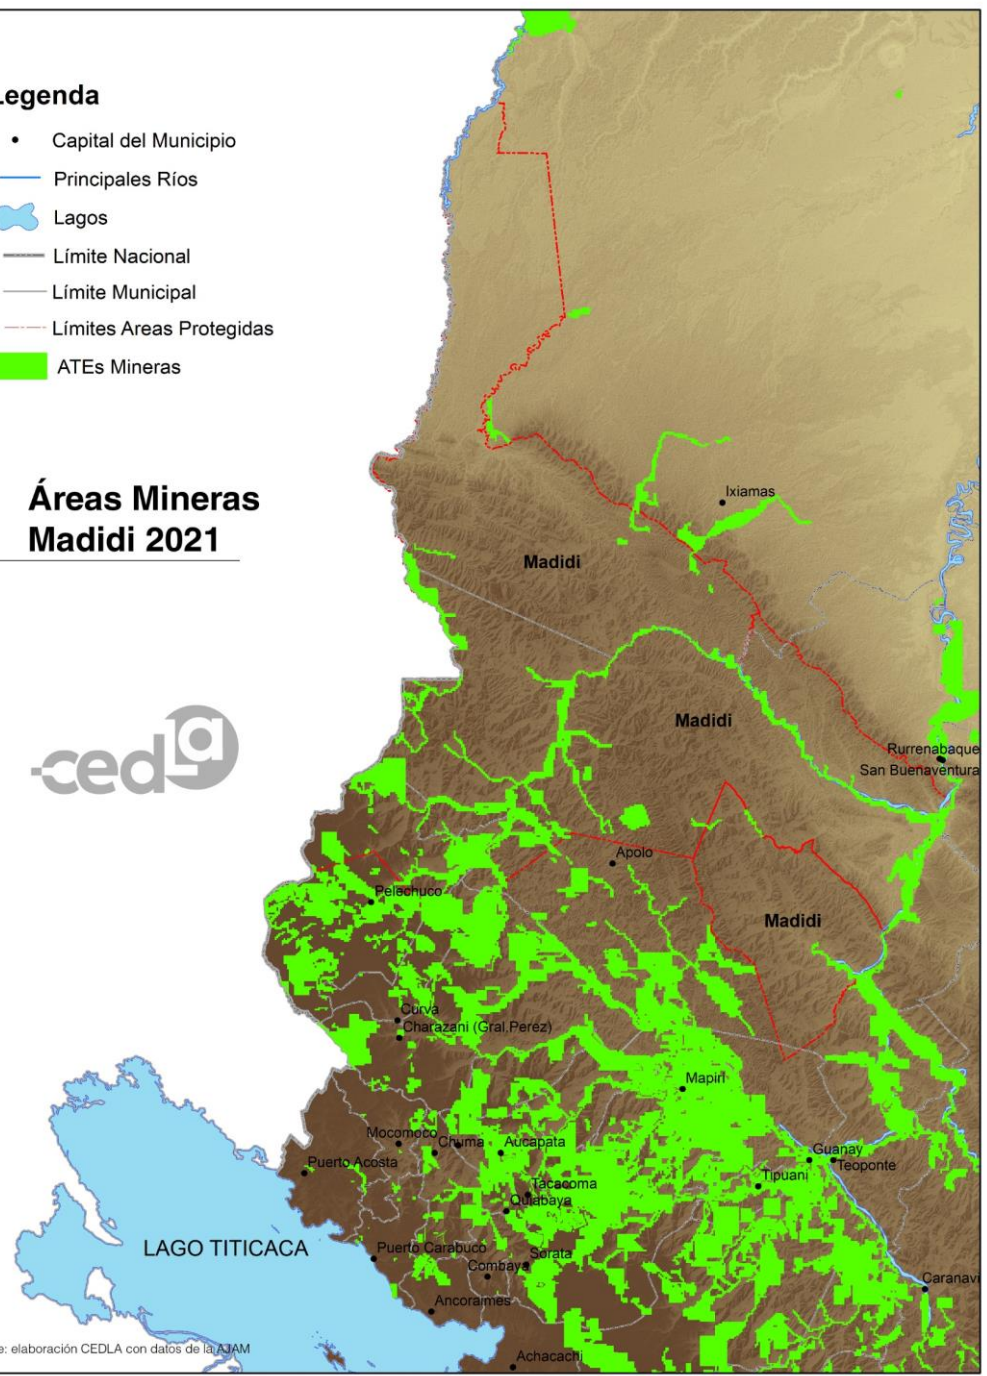 Legenda
Capital del Municipio
Principales Ríos
Lagos
Límite Nacional
Límite Municipal
Límites Areas Protegidas
ATEs Mineras
Áreas Mineras
Madidi 2021
cedla
Ixiamas
Madidi
Madidi
Rurrenabaque
San Buenaventura
Apolo
Pelechuco
Madidi
Curva
Charazani (Gral.Perez)
Mapiri
Mocomoco
Chuma
Aucapata
Guanay
Teoponte
Puerto Acosta
Tipuani
Tacacoma
Quiabaya
LAGO TITICACA
Puerto Carabuco
Sorata
Combaya
Caranavi
Ancoraimes
e: elaboración CEDLA con datos de la AJAM
Achacachi